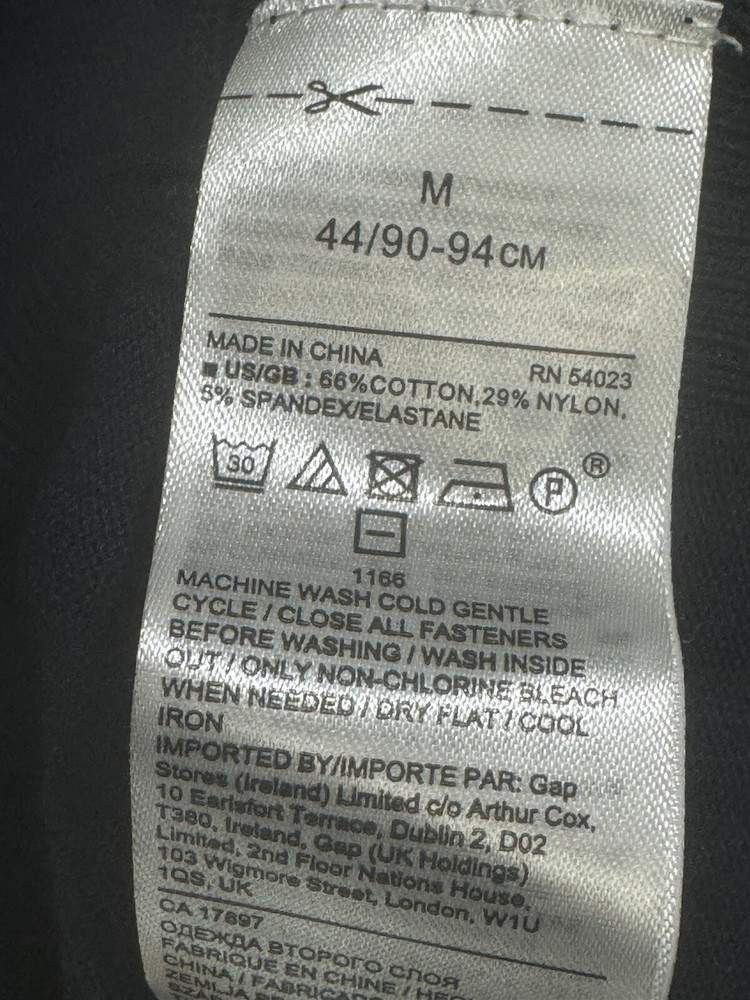 M
44/90-94CM
MADE IN CHINA
RN 54023
US/GB : 66%COTTON,29% NYLON,
5% SPANDEX/ELASTANE
30
P
®
1166
MACHINE WASH COLD GENTLE
CYCLE / CLOSE ALL FASTENERS
BEFORE WASHING / WASH INSIDE
OUT / ONLY NON-CHLORINE BLEACH
WHEN NEEDED / DRY FLAT / COOL
IRON
IMPORTED BY/IMPORTE PAR: Gap
Stores (Ireland) Limited c/o Arthur Cox,
10 Earlsfort Terrace, Dublin 2, D02
T380, Ireland, Gap (UK Holdings)
Limited, 2nd Floor Nations House,
103 Wigmore Street, London, W1U
1QS, UK
CA 17697
ОДЕЖДА ВТОРОГО СЛОЯ
FABRIQUE EN CHINE /
CHINA /
ZEMLJA